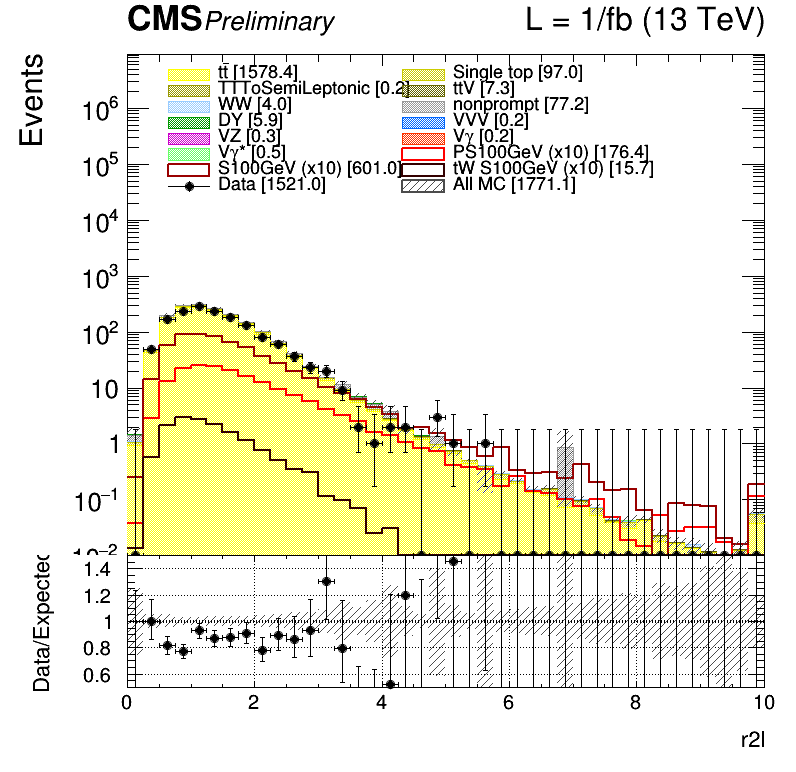 CMS Preliminary L = 1/fb (13 TeV)
Events
tt̄ [1578.4] Single top [97.0]
TTToSemiLeptonic [0.2] ttV [7.3]
WW [4.0] nonprompt [77.2]
DY [5.9] VVV [0.2]
VZ [0.3] Vγ [0.2]
Vγ* [0.5] PS100GeV (x10) [176.4]
S100GeV (x10) [601.0] tW S100GeV (x10) [15.7]
Data [1521.0] All MC [1771.1]
10⁶
10⁵
10⁴
10³
10²
10
1
10⁻¹
10⁻²
Data/Expected
1.4
1.2
1
0.8
0.6
0 2 4 6 8 10
r2l